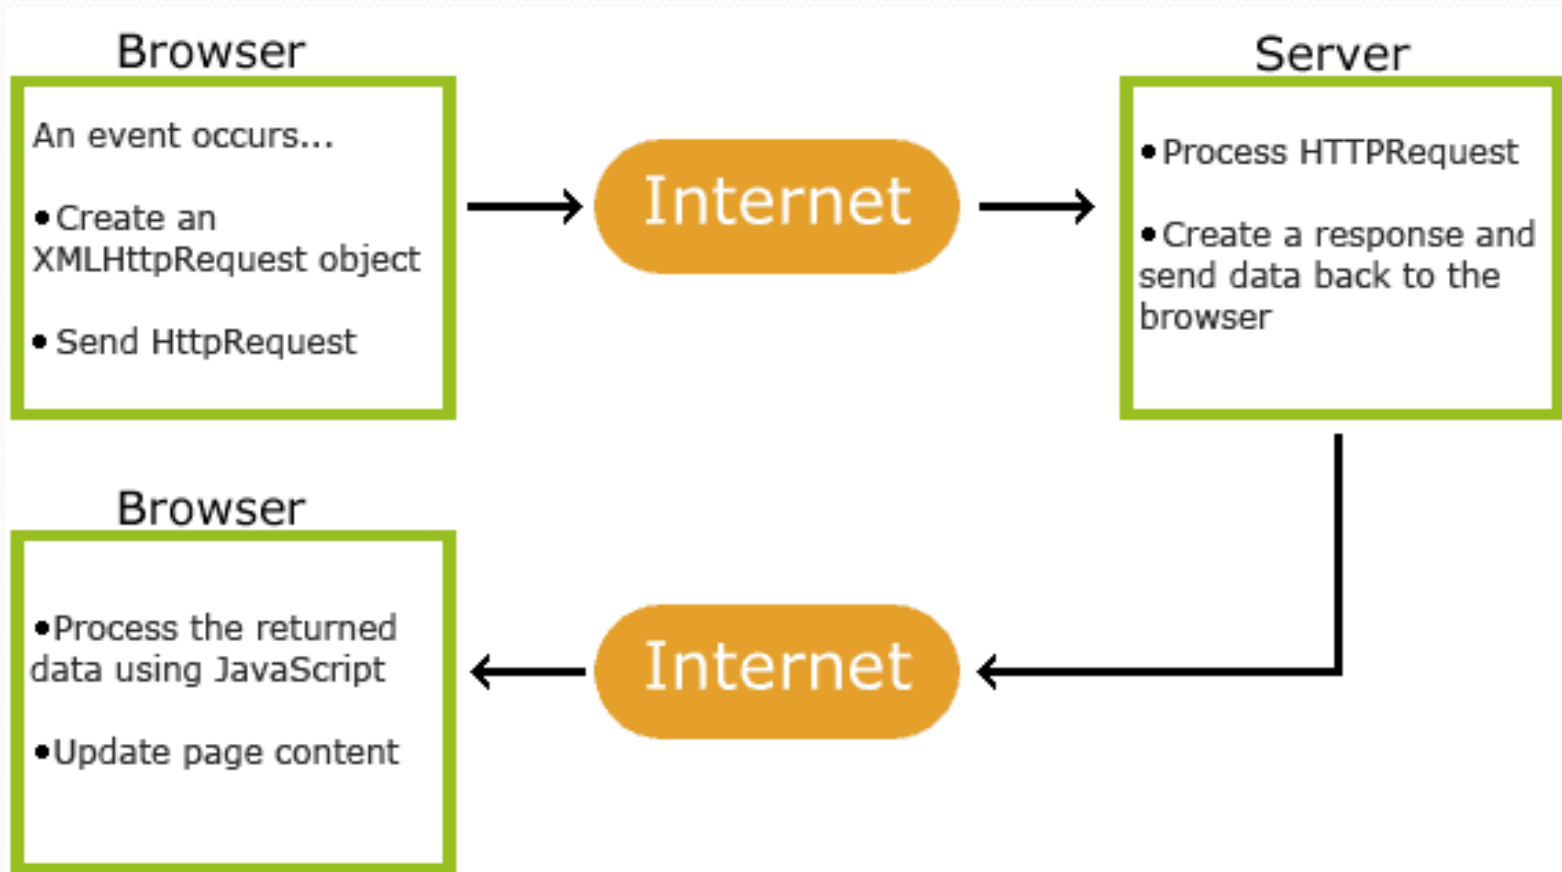 Browser
An event occurs...
•Create an
XMLHttpRequest object
• Send HttpRequest
Internet
Server
•Process HTTPRequest
•Create a response and
send data back to the
browser
Browser
•Process the returned
data using JavaScript
•Update page content
Internet